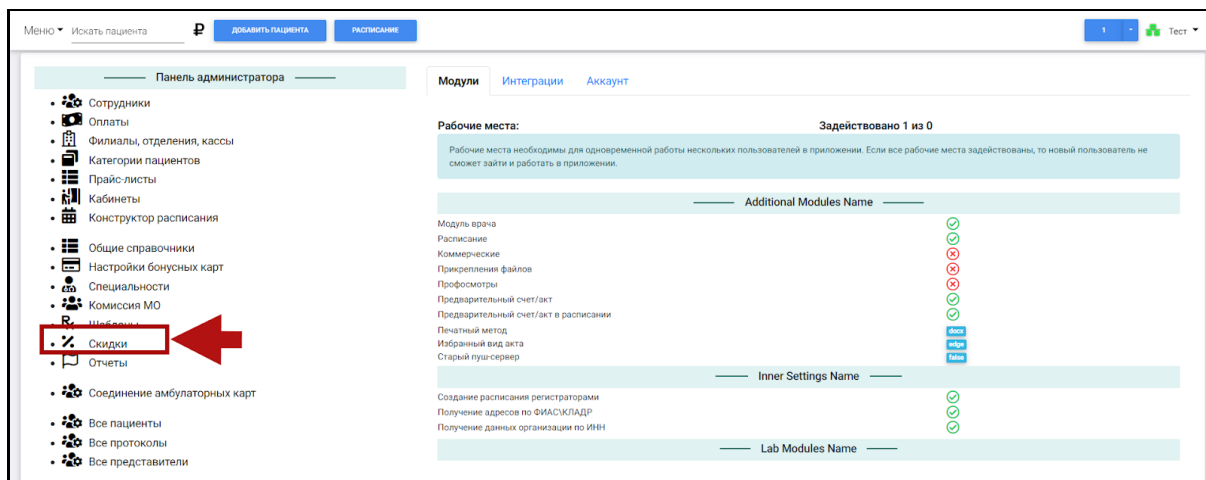 Меню Искать пациента ₽ ДОБАВИТЬ ПАЦИЕНТА РАСПИСАНИЕ 1 Тест
Панель администратора
Сотрудники
Оплаты
Филиалы, отделения, кассы
Категории пациентов
Прайс-листы
Кабинеты
Конструктор расписания
Общие справочники
Настройки бонусных карт
Специальности
Комиссия МО
Шаблоны
Скидки
Отчеты
Соединение амбулаторных карт
Все пациенты
Все протоколы
Все представители
Модули Интеграции Аккаунт
Рабочие места: Задействовано 1 из 0
Рабочие места необходимы для одновременной работы нескольких пользователей в приложении. Если все рабочие места задействованы, то новый пользователь не
сможет зайти и работать в приложении.
Additional Modules Name
Модуль врача
Расписание
Коммерческие
Прикрепления файлов
Профосмотры
Предварительный счет/акт
Предварительный счет/акт в расписании
Печатный метод docx
Избранный вид акта edge
Старый пуш-сервер false
Inner Settings Name
Создание расписания регистраторами
Получение адресов по ФИАС\КЛАДР
Получение данных организации по ИНН
Lab Modules Name